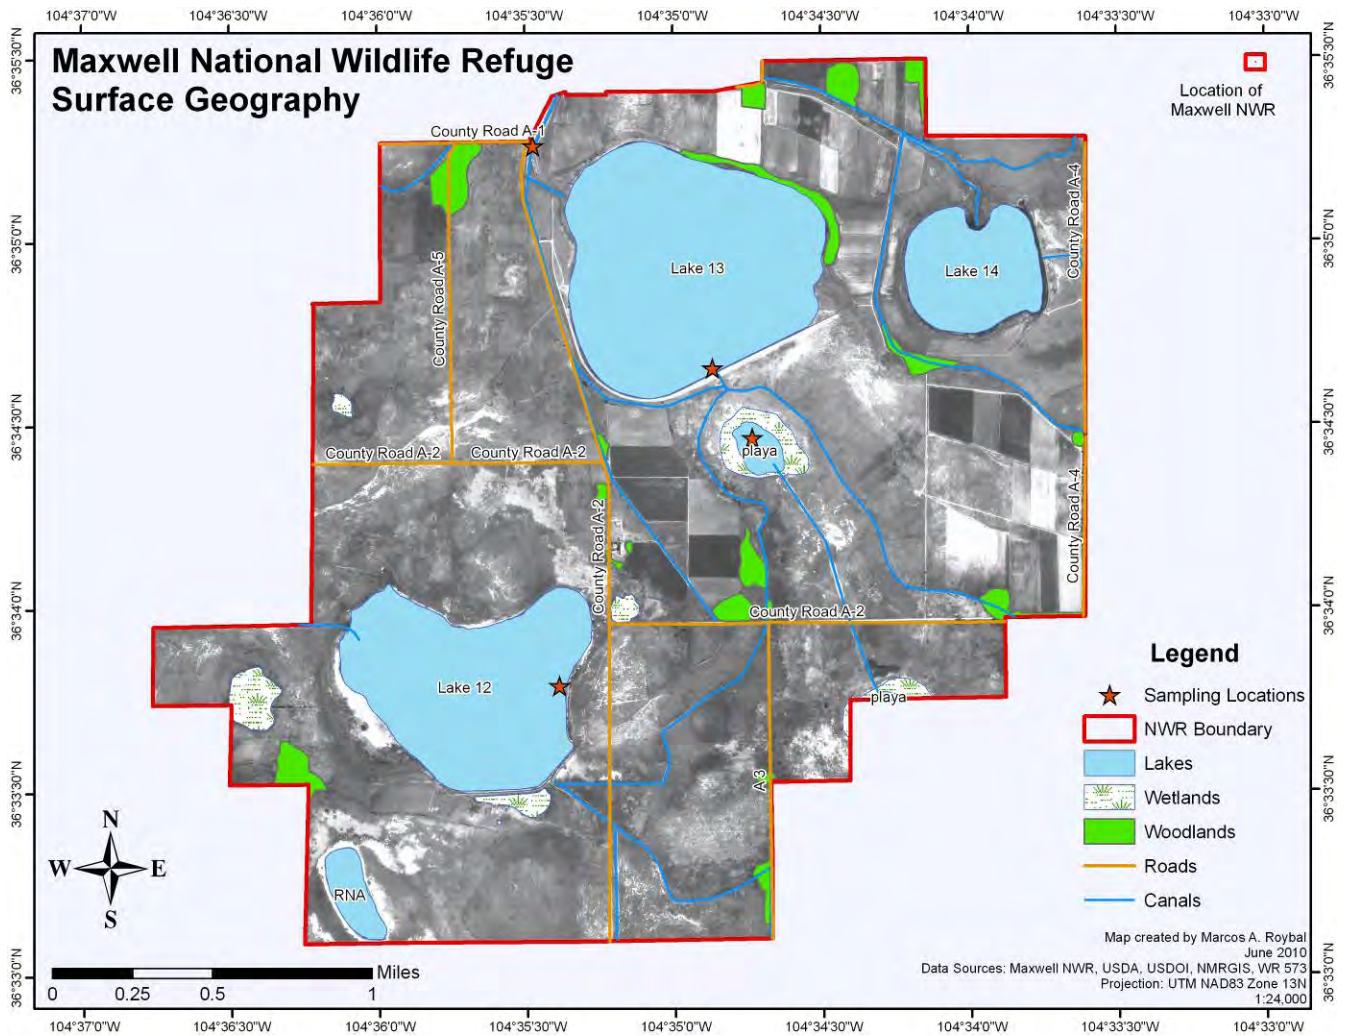 104°37'0"W 104°36'30"W 104°36'0"W 104°35'30"W 104°35'0"W 104°34'30"W 104°34'0"W 104°33'30"W 104°33'0"W
Maxwell National Wildlife Refuge
Surface Geography
Location of
Maxwell NWR
36°35'30"N
36°35'30"N
County Road A-1
County Road A-4
36°35'0"N
36°35'0"N
Lake 13
Lake 14
County Road A-5
36°34'30"N
36°34'30"N
County Road A-2
County Road A-2
playa
County Road A-4
County Road A-2
36°34'0"N
36°34'0"N
County Road A-2
Lake 12
playa
A 3
36°33'30"N
36°33'30"N
Legend
Sampling Locations
NWR Boundary
Lakes
Wetlands
Woodlands
Roads
Canals
N
W
E
S
RNA
Map created by Marcos A. Roybal
June 2010
Data Sources: Maxwell NWR, USDA, USDOI, NMRGIS, WR 573
Projection: UTM NAD83 Zone 13N
1:24,000
Miles
0 0.25 0.5 1
36°33'0"N
36°33'0"N
104°37'0"W 104°36'30"W 104°36'0"W 104°35'30"W 104°35'0"W 104°34'30"W 104°34'0"W 104°33'30"W 104°33'0"W